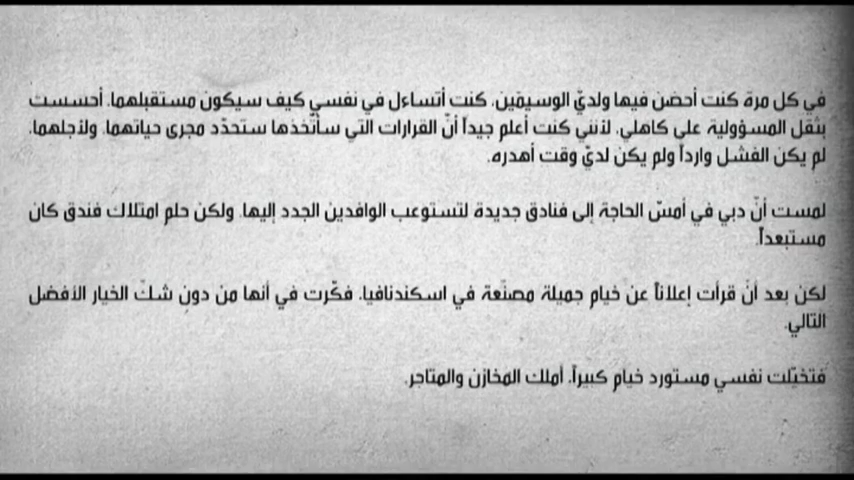 في كل مرة كنت أحضن فيها ولديّ الوسيمَين، كنت أتساءل في نفسي كيف سيكون مستقبلهما. أحسست
بثقل المسؤولية على كاهلي، لأنني كنت أعلم جيداً أنّ القرارات التي سأتّخذها ستحدّد مجرى حياتهما. ولأجلهما،
لم يكن الفشل وارداً ولم يكن لديّ وقت أهدره.
لمست أنّ دبي في أمسّ الحاجة إلى فنادق جديدة لتستوعب الوافدين الجدد إليها. ولكن حلم امتلاك فندق كان
مستبعداً.
لكن بعد أنّ قرأت إعلاناً عن خيام جميلة مصنّعة في اسكندنافيا، فكّرت في أنها من دون شكّ الخيار الأفضل
التالي.
فتخيّلت نفسي مستورد خيام كبيراً، أملك المخازن والمتاجر.